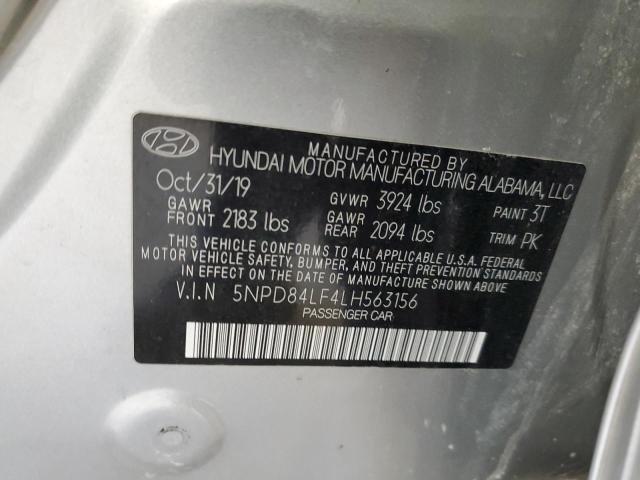 MANUFACTURED BY
HYUNDAI MOTOR MANUFACTURING ALABAMA, LLC
Oct/31/19 GVWR 3924 lbs PAINT 3T
GAWR FRONT 2183 lbs GAWR REAR 2094 lbs TRIM PK
THIS VEHICLE CONFORMS TO ALL APPLICABLE U.S.A. FEDERAL
MOTOR VEHICLE SAFETY, BUMPER, AND THEFT PREVENTION STANDARDS
IN EFFECT ON THE DATE OF MANUFACTURE SHOWN ABOVE.
V.I.N 5NPD84LF4LH563156
PASSENGER CAR